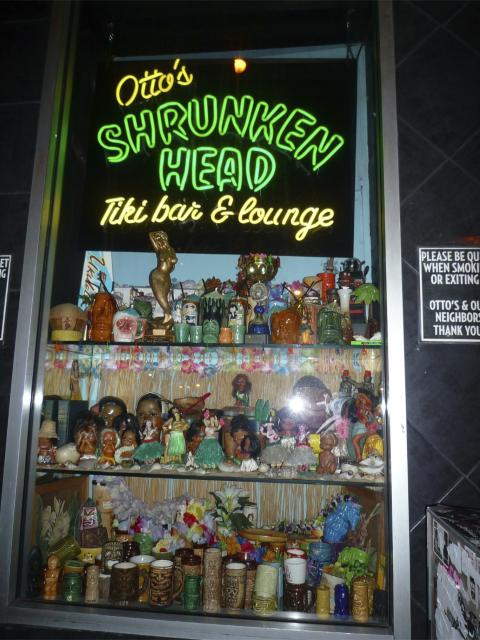 Otto's
SHRUNKEN
HEAD
Tiki bar & lounge
PLEASE BE QU
WHEN SMOKI
OR EXITING
OTTO'S & OU
NEIGHBORS
THANK YOU